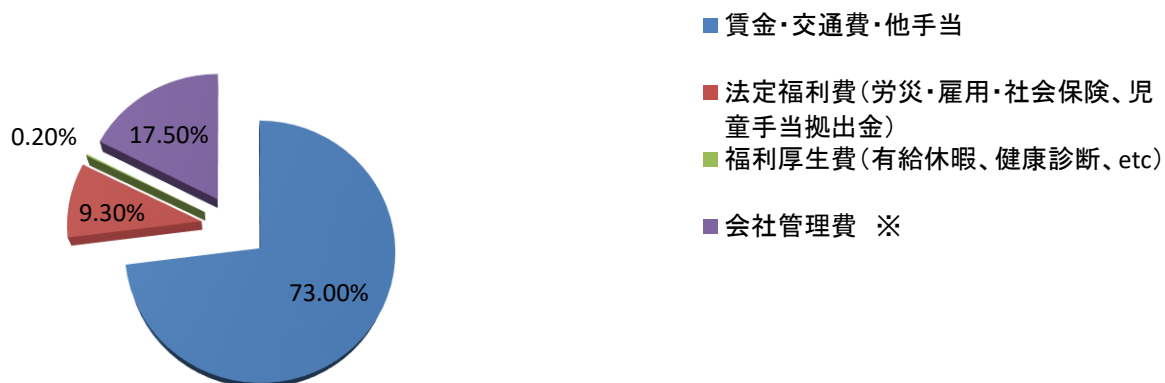 賃金・交通費・他手当
法定福利費（労災・雇用・社会保険、児
童手当拠出金）
福利厚生費（有給休暇、健康診断、etc）
会社管理費　※
17.50%
0.20%
9.30%
73.00%